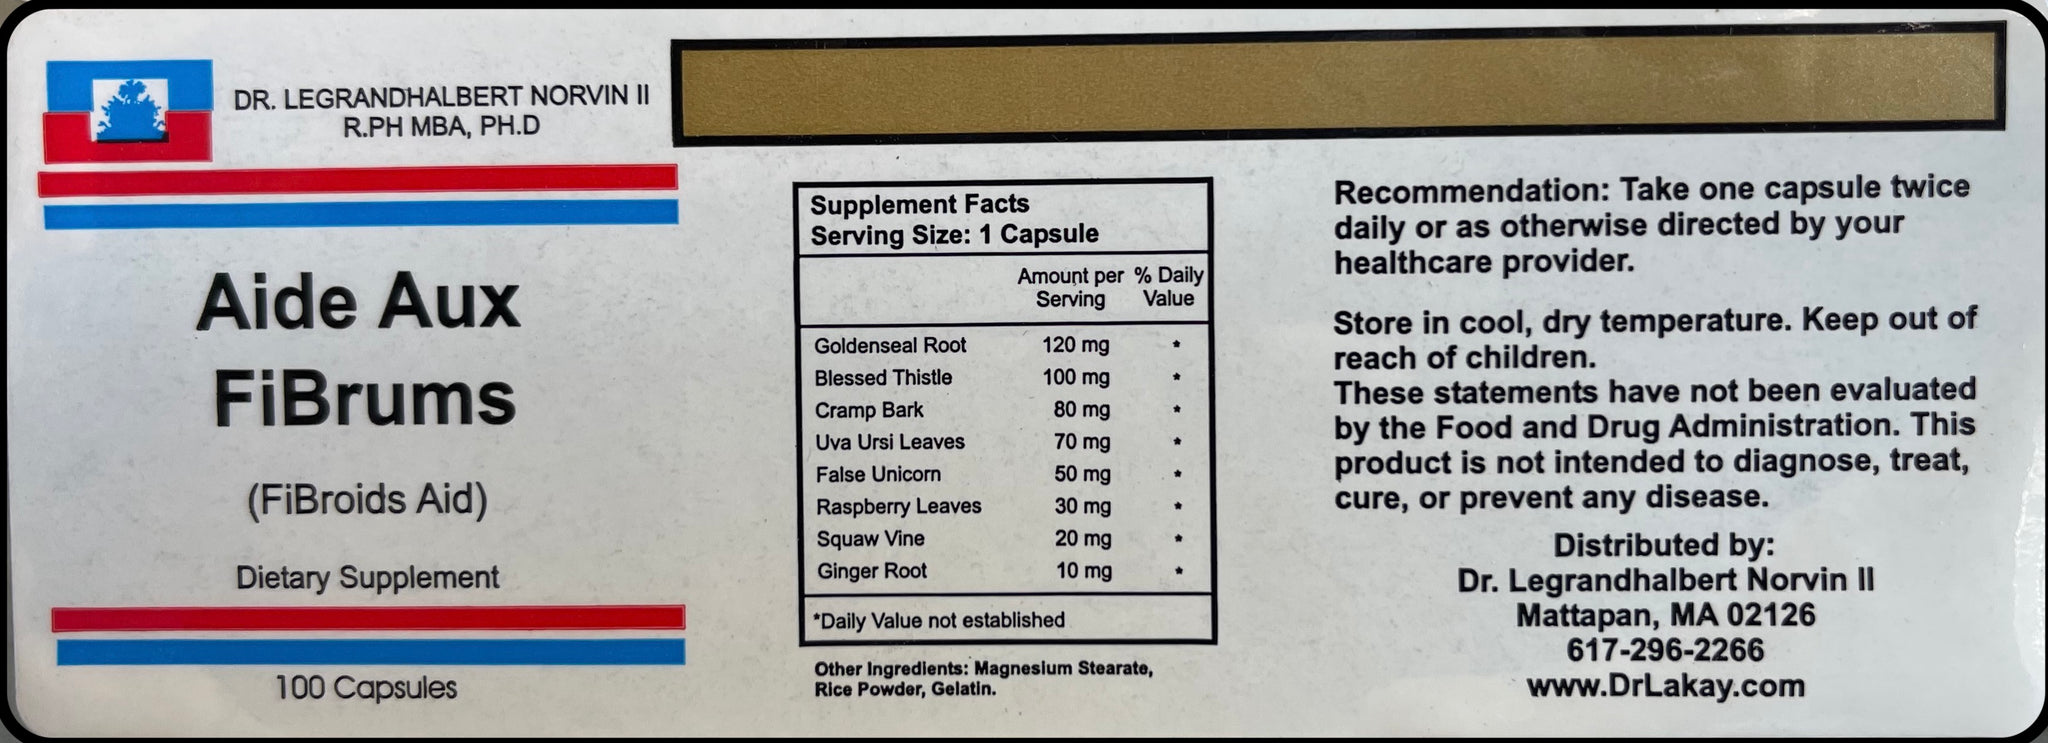 DR. LEGRANDHALBERT NORVIN II
R.PH MBA, PH.D
Aide Aux
FiBrums
(FiBroids Aid)
Dietary Supplement
100 Capsules
Supplement Facts
Serving Size: 1 Capsule
Amount per % Daily
Serving Value
Goldenseal Root 120 mg *
Blessed Thistle 100 mg *
Cramp Bark 80 mg *
Uva Ursi Leaves 70 mg *
False Unicorn 50 mg *
Raspberry Leaves 30 mg *
Squaw Vine 20 mg *
Ginger Root 10 mg *
*Daily Value not established
Other Ingredients: Magnesium Stearate,
Rice Powder, Gelatin.
Recommendation: Take one capsule twice
daily or as otherwise directed by your
healthcare provider.
Store in cool, dry temperature. Keep out of
reach of children.
These statements have not been evaluated
by the Food and Drug Administration. This
product is not intended to diagnose, treat,
cure, or prevent any disease.
Distributed by:
Dr. Legrandhalbert Norvin II
Mattapan, MA 02126
617-296-2266
www.DrLakay.com